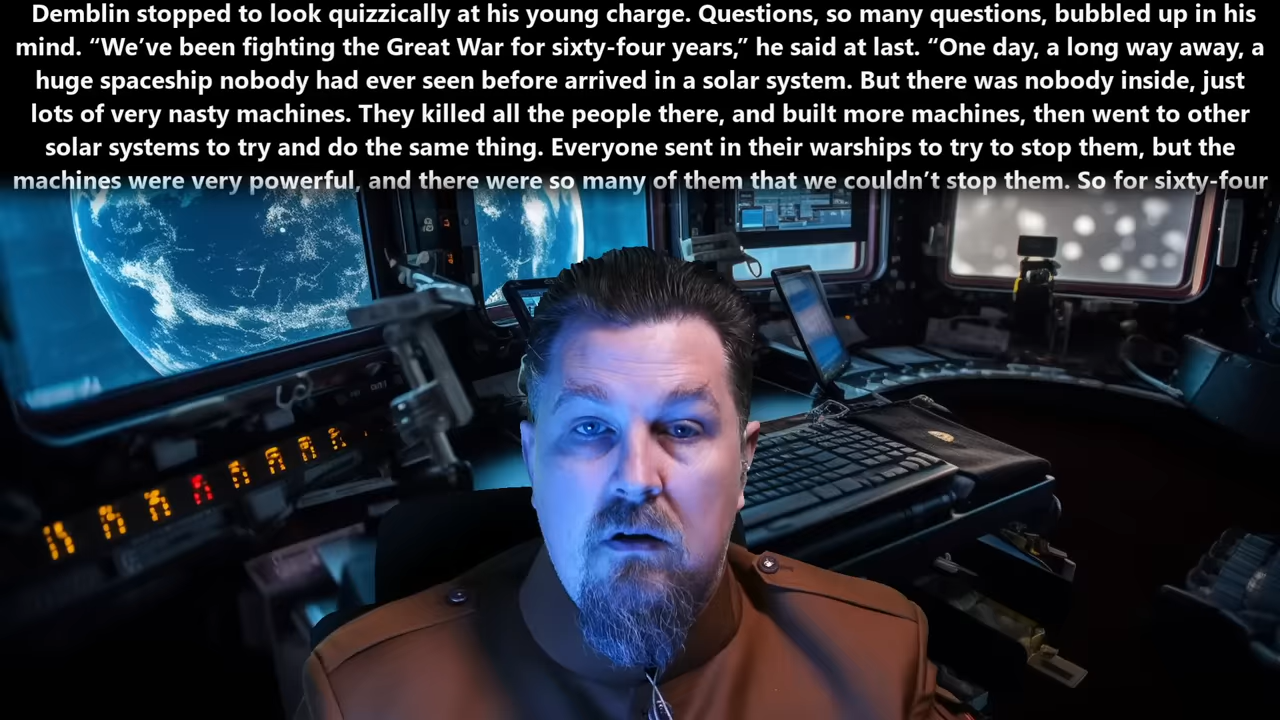 Demblin stopped to look quizzically at his young charge. Questions, so many questions, bubbled up in his
mind. “We’ve been fighting the Great War for sixty-four years,” he said at last. “One day, a long way away, a
huge spaceship nobody had ever seen before arrived in a solar system. But there was nobody inside, just
lots of very nasty machines. They killed all the people there, and built more machines, then went to other
solar systems to try and do the same thing. Everyone sent in their warships to try to stop them, but the
machines were very powerful, and there were so many of them that we couldn’t stop them. So for sixty-four